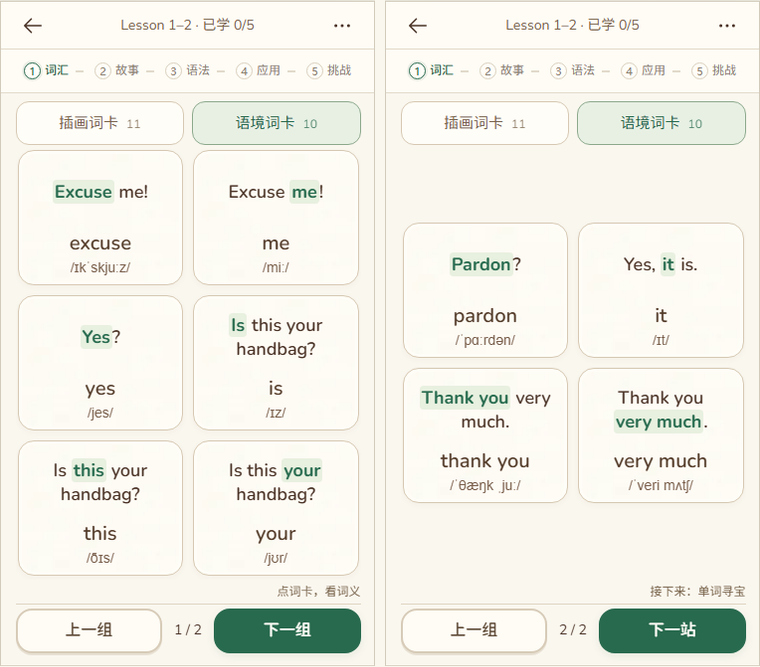 Lesson 1–2 · 已学 0/5
1 词汇 – 2 故事 – 3 语法 – 4 应用 – 5 挑战
插画词卡 11
语境词卡 10
Excuse me!
excuse
/ɪkˈskjuːz/
Excuse me!
me
/miː/
Yes?
yes
/jes/
Is this your
handbag?
is
/ɪz/
Is this your
handbag?
this
/ðɪs/
Is this your
handbag?
your
/jʊr/
点词卡，看词义
上一组
1 / 2
下一组
Lesson 1–2 · 已学 0/5
1 词汇 – 2 故事 – 3 语法 – 4 应用 – 5 挑战
插画词卡 11
语境词卡 10
Pardon?
pardon
/ˈpɑːrdən/
Yes, it is.
it
/ɪt/
Thank you very
much.
thank you
/ˈθæŋk ˌjuː/
Thank you
very much.
very much
/ˈveri mʌtʃ/
接下来：单词寻宝
上一组
2 / 2
下一站